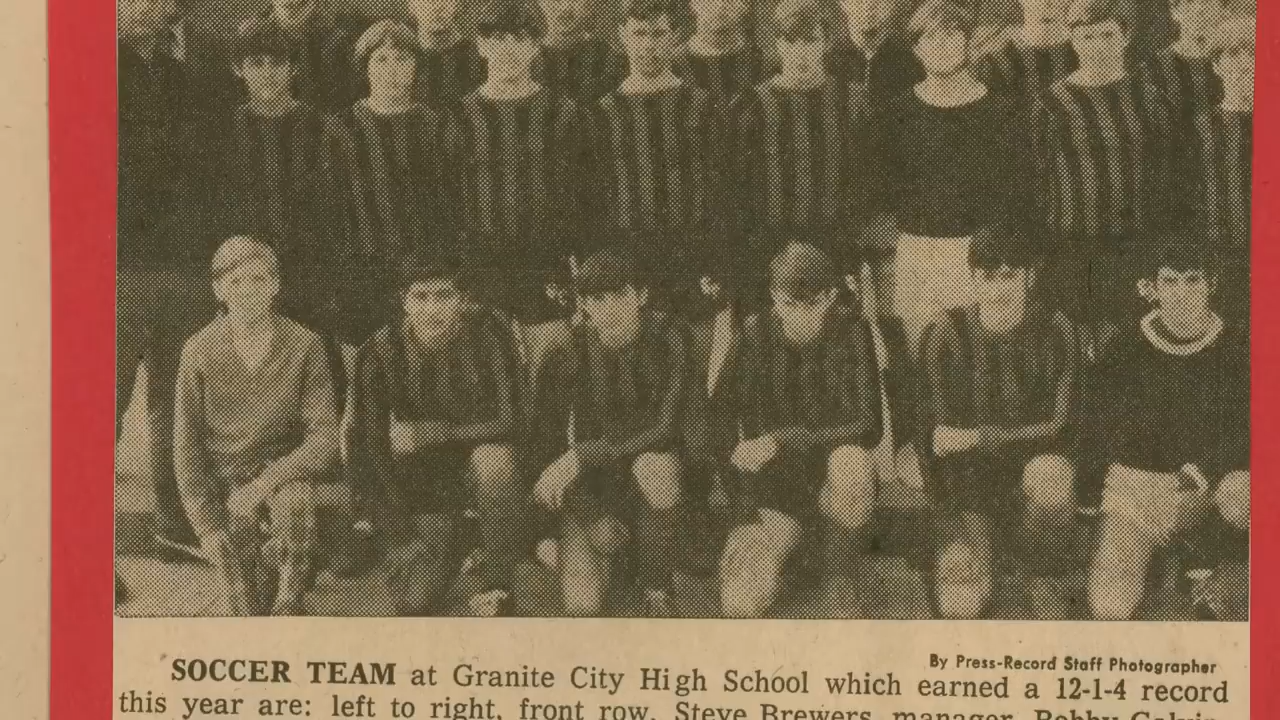 By Press-Record Staff Photographer
SOCCER TEAM at Granite City High School which earned a 12-1-4 record
this year are: left to right, front row, Steve Brewers, manager, Bobby